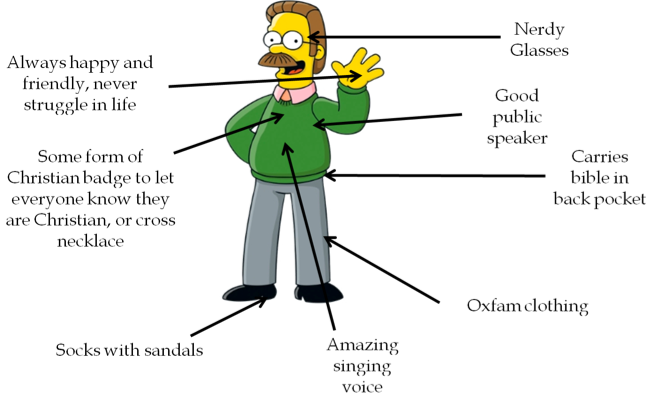 Nerdy
Glasses
Always happy and
friendly, never
struggle in life
Good
public
speaker
Some form of
Christian badge to let
everyone know they
are Christian, or cross
necklace
Carries
bible in
back pocket
Oxfam clothing
Socks with sandals
Amazing
singing
voice